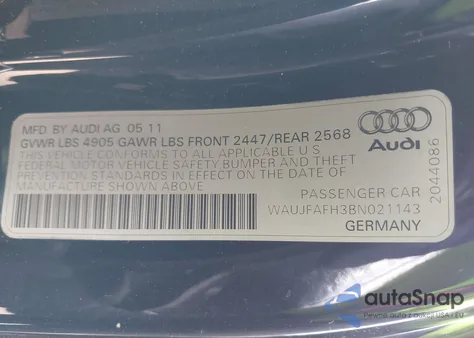 MFD BY AUDI AG 05 11
GVWR LBS 4905 GAWR LBS FRONT 2447/REAR 2568
THIS VEHICLE CONFORMS TO ALL APPLICABLE U S
FEDERAL MOTOR VEHICLE SAFETY BUMPER AND THEFT
PREVENTION STANDARDS IN EFFECT ON THE DATE OF
MANUFACTURE SHOWN ABOVE
Audi
2044086
PASSENGER CAR
WAUJFAFH3BN021143
GERMANY
autoSnap
USA / EU